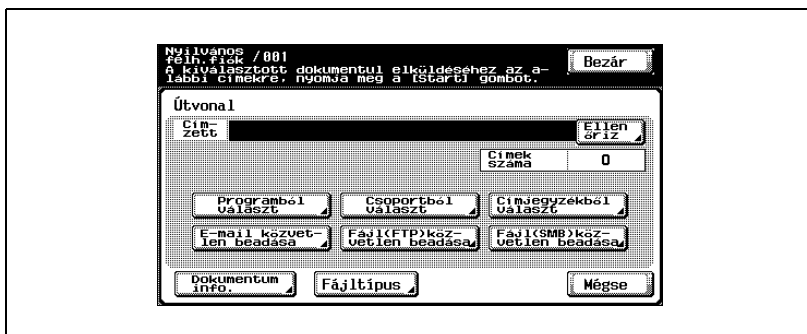 Nyilvános
felh.fiók /001
A kiválasztott dokumentul elküldéséhez az a-
lábbi címekre, nyomja meg a [Start] gombot.
Bezár
Útvonal
Cím-
zett
Ellen
őriz
Címek
száma
0
Programból
választ
Csoportból
választ
Címjegyzékből
választ
E-mail közvet-
len beadása
Fájl(FTP)köz-
vetlen beadása
Fájl(SMB)köz-
vetlen beadása
Dokumentum
info.
Fájltípus
Mégse